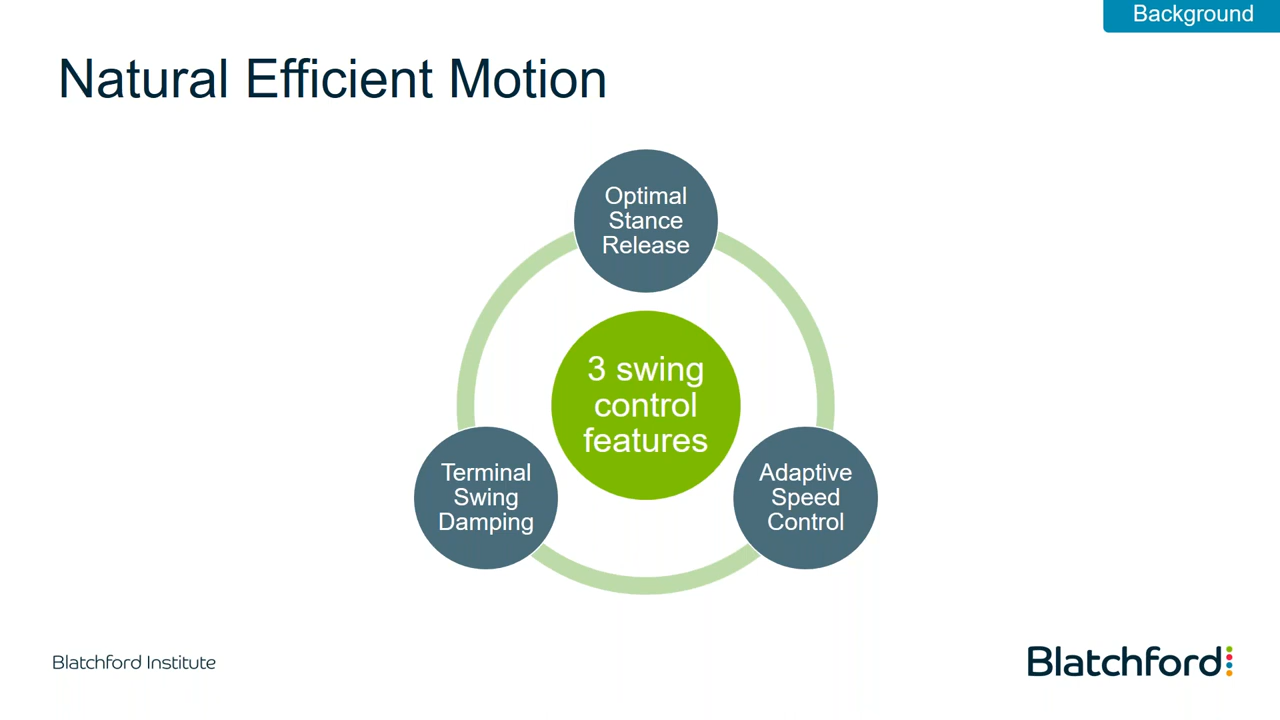 Background
Natural Efficient Motion
Optimal
Stance
Release
3 swing
control
features
Terminal
Swing
Damping
Adaptive
Speed
Control
Blatchford Institute
Blatchford